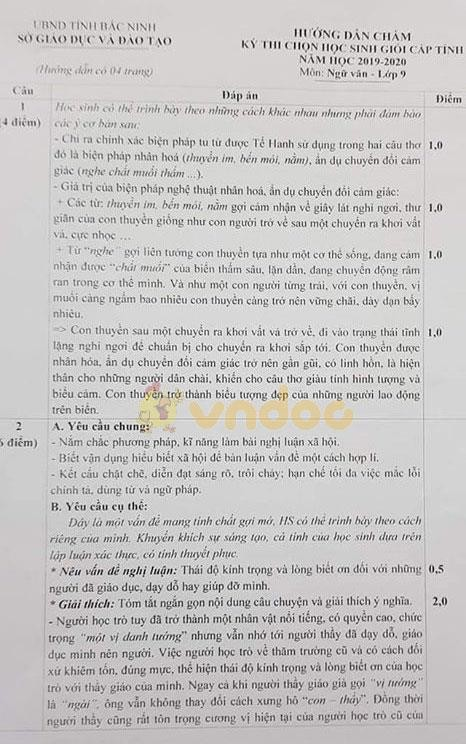 UBND TỈNH BẮC NINH
SỞ GIÁO DỤC VÀ ĐÀO TẠO
(Hướng dẫn có 04 trang)
HƯỚNG DẪN CHẤM
KỲ THI CHỌN HỌC SINH GIỎI CẤP TỈNH
NĂM HỌC 2019-2020
Môn: Ngữ văn - Lớp 9
Câu Đáp án Điểm
1 Học sinh có thể trình bày theo những cách khác nhau nhưng phải đảm bảo
(4 điểm) các ý cơ bản sau:
- Chỉ ra chính xác biện pháp tu từ được Tế Hanh sử dụng trong hai câu thơ 1,0
đó là biện pháp nhân hoá (thuyền im, bến mỏi, nằm), ẩn dụ chuyển đổi cảm
giác (nghe chất muối thấm ...).
- Giá trị của biện pháp nghệ thuật nhân hoá, ẩn dụ chuyển đổi cảm giác:
+ Các từ: thuyền im, bến mỏi, nằm gợi cảm nhận về giây lát nghỉ ngơi, thư 1,0
giãn của con thuyền giống như con người trở về sau một chuyến ra khơi vất
vả, cực nhọc ...
+ Từ "nghe" gợi liên tưởng con thuyền tựa như một cơ thể sống, đang cảm 1,0
nhận được "chất muối" của biển thấm sâu, lặn dần, đang chuyển động râm
ran trong cơ thể mình. Và như một con người từng trải, với con thuyền, vị
muối càng ngấm bao nhiêu con thuyền càng trở nên vững chãi, dày dạn bấy
nhiêu.
=> Con thuyền sau một chuyến ra khơi vất vả trở về, đi vào trạng thái tĩnh 1,0
lặng nghỉ ngơi để chuẩn bị cho chuyến ra khơi sắp tới. Con thuyền được
nhân hóa, ẩn dụ chuyển đổi cảm giác trở nên gần gũi, có linh hồn, là hiện
thân cho những người dân chài, khiến cho câu thơ giàu tính hình tượng và
biểu cảm. Con thuyền trở thành biểu tượng đẹp của những người lao động
trên biển.
vndoc
2 A. Yêu cầu chung:
6 điểm) - Nắm chắc phương pháp, kĩ năng làm bài nghị luận xã hội.
- Biết vận dụng hiểu biết xã hội để bàn luận vấn đề một cách hợp lí.
- Kết cấu chặt chẽ, diễn đạt sáng rõ, trôi chảy; hạn chế tối đa việc mắc lỗi
chính tả, dùng từ và ngữ pháp.
B. Yêu cầu cụ thể:
Đây là một vấn đề mang tính chất gợi mở, HS có thể trình bày theo cách
riêng của mình. Khuyến khích sự sáng tạo, cá tính của học sinh dựa trên
lập luận xác thực, có tính thuyết phục.
* Nêu vấn đề nghị luận: Thái độ kính trọng và lòng biết ơn đối với những 0,5
người đã giáo dục, dạy dỗ hay giúp đỡ mình.
* Giải thích: Tóm tắt ngắn gọn nội dung câu chuyện và giải thích ý nghĩa. 2,0
- Người học trò tuy đã trở thành một nhân vật nổi tiếng, có quyền cao, chức
trọng "một vị danh tướng" nhưng vẫn nhớ tới người thầy đã dạy dỗ, giáo
dục mình nên người. Việc người học trò về thăm trường cũ và có cách đối
xử khiêm tốn, đúng mực, thể hiện thái độ kính trọng và lòng biết ơn của học
trò với thầy giáo của mình. Ngay cả khi người thầy giáo già gọi "vị tướng"
là "ngài", ông vẫn không thay đổi cách xưng hô "con – thầy". Đồng thời
người thầy cũng rất tôn trọng cương vị hiện tại của người học trò cũ của